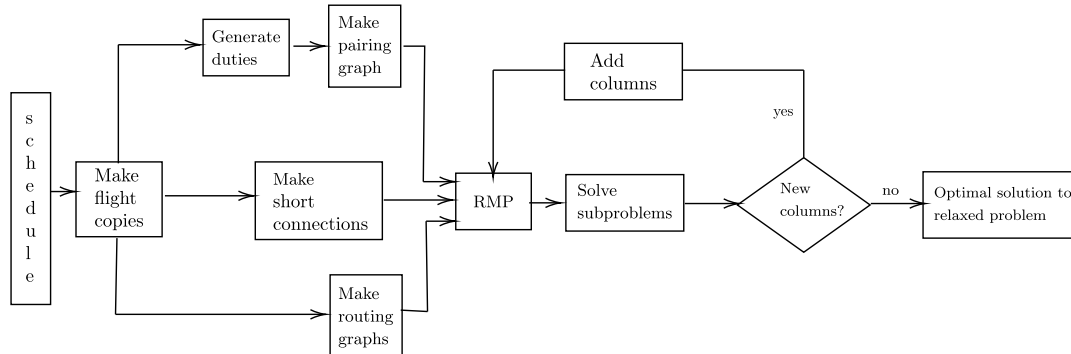 schedule
Make
flight
copies
Generate
duties
Make
pairing
graph
Make
short
connections
Make
routing
graphs
RMP
Add
columns
Solve
subproblems
New
columns?
yes
no
Optimal solution to
relaxed problem